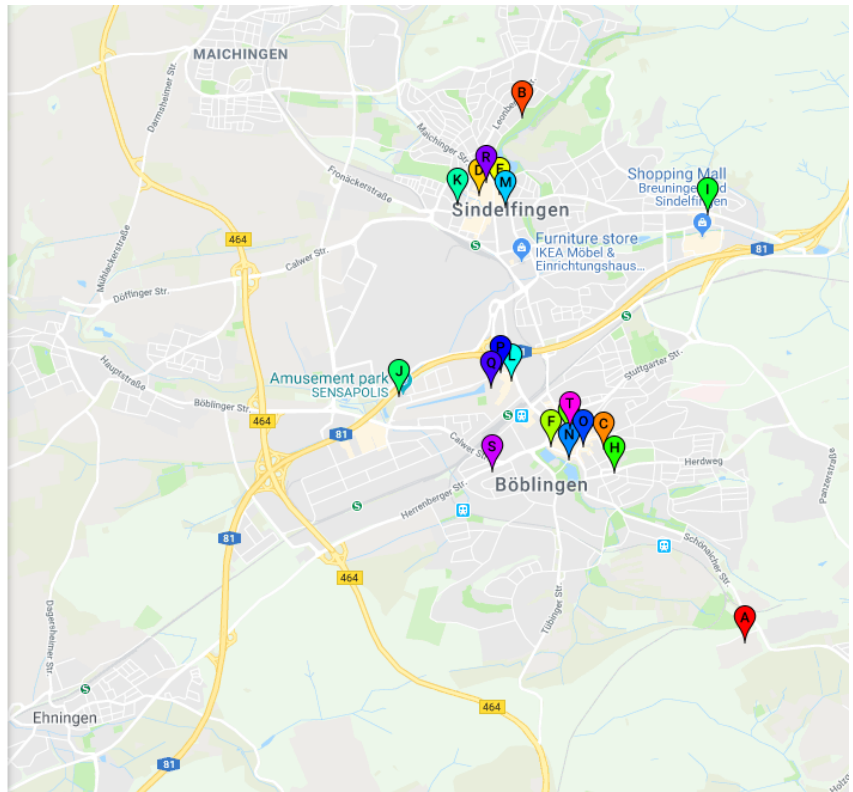 MAICHINGEN
Darmsheimer Str.
Leonberger Str.
B
Maichinger Str.
R
D
E
K
M
Fronäckerstraße
Sindelfingen
Shopping Mall
Breuningerland
Sindelfingen
I
464
S
Furniture store
IKEA Möbel &
Einrichtungshaus...
81
Mühlackerstraße
Calwer Str.
Döffinger Str.
S
P
L
Q
Hauptstraße
Amusement park
SENSAPOLIS
J
Stuttgarter Str.
Böblinger Str.
464
81
S
T
F
O
C
N
H
Calwer Str.
S
Herdweg
Böblingen
Panzerstraße
Herrenberger Str.
S
81
Schönaicher Str.
464
Tübinger Str.
Dagersheimer Str.
A
S
Ehningen
464
81
Holzg